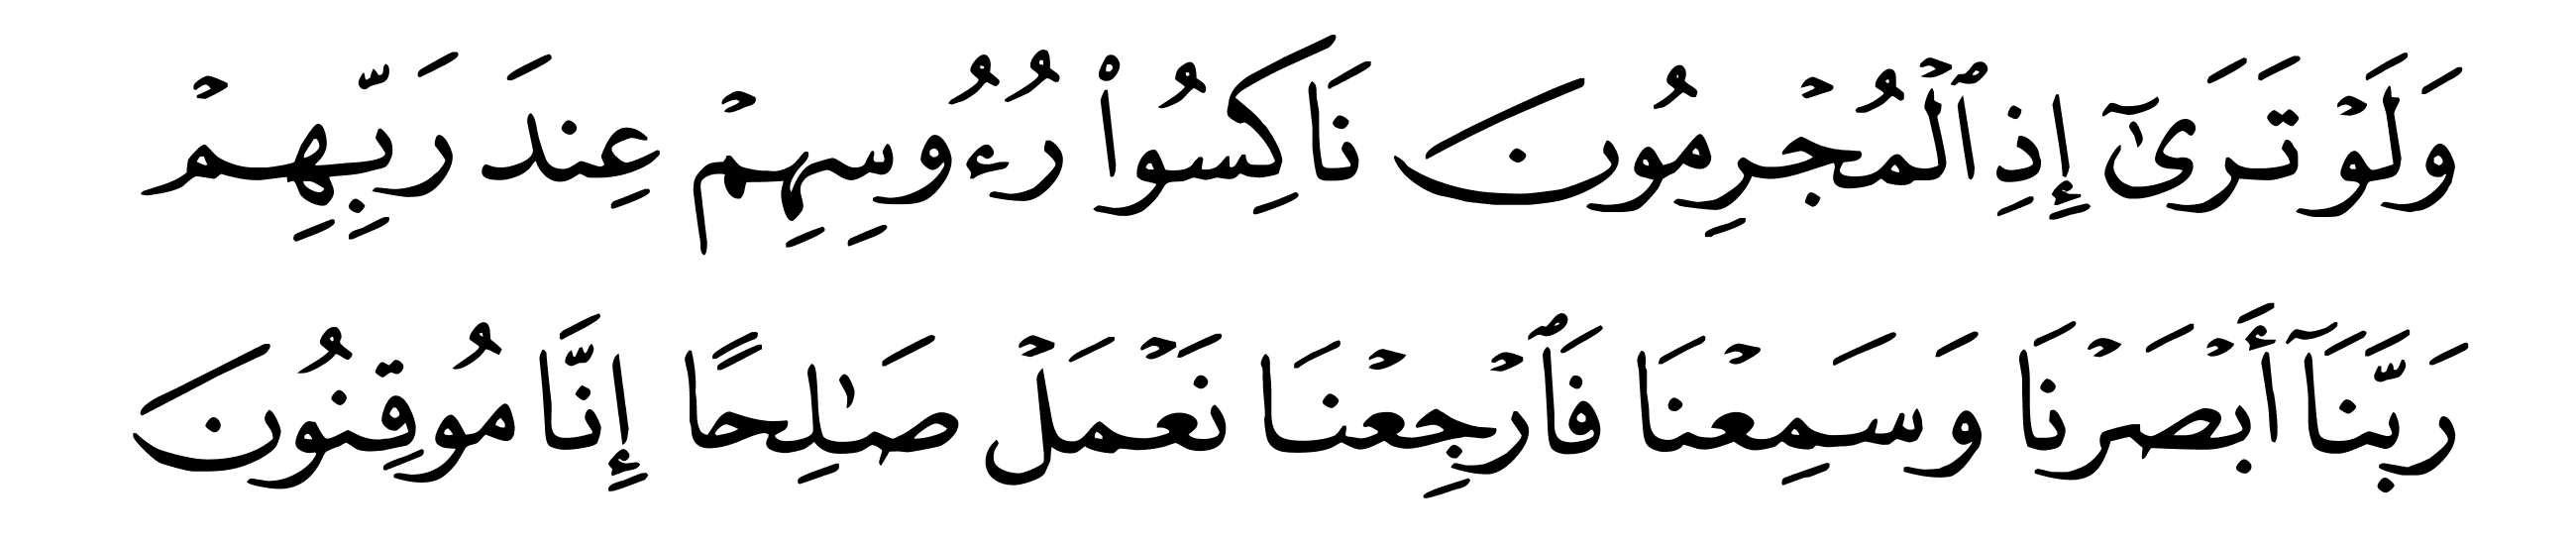 وَلَوْ تَرَىٰٓ إِذِ ٱلْمُجْرِمُونَ نَاكِسُوا۟ رُءُوسِهِمْ عِندَ رَبِّهِمْ
رَبَّنَآ أَبْصَرْنَا وَسَمِعْنَا فَٱرْجِعْنَا نَعْمَلْ صَـٰلِحًا إِنَّا مُوقِنُونَ